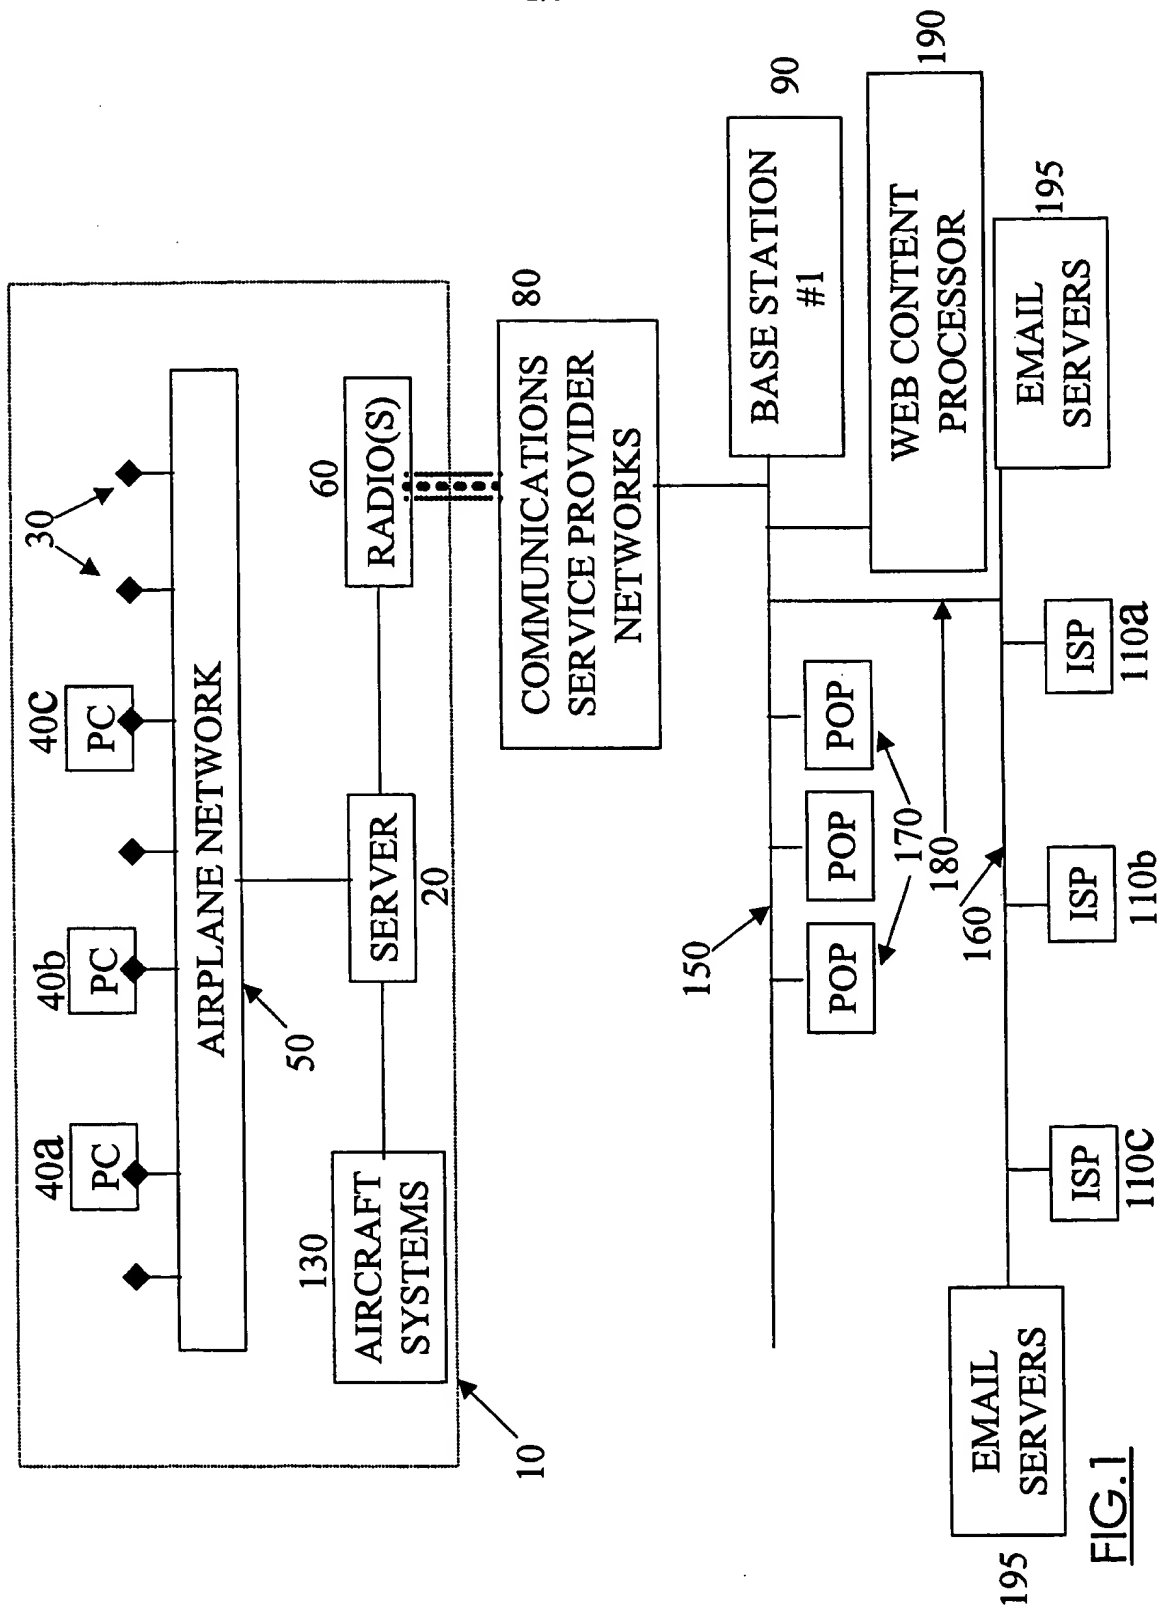 30
40a
40b
40c
PC
PC
PC
AIRPLANE NETWORK
50
60
130
SERVER
RADIO(S)
AIRCRAFT
SYSTEMS
20
10
80
COMMUNICATIONS
SERVICE PROVIDER
NETWORKS
150
90
BASE STATION
#1
POP
POP
POP
170
190
WEB CONTENT
PROCESSOR
180
160
195
EMAIL
SERVERS
EMAIL
SERVERS
195
ISP
ISP
ISP
110c
110b
110a
FIG.1